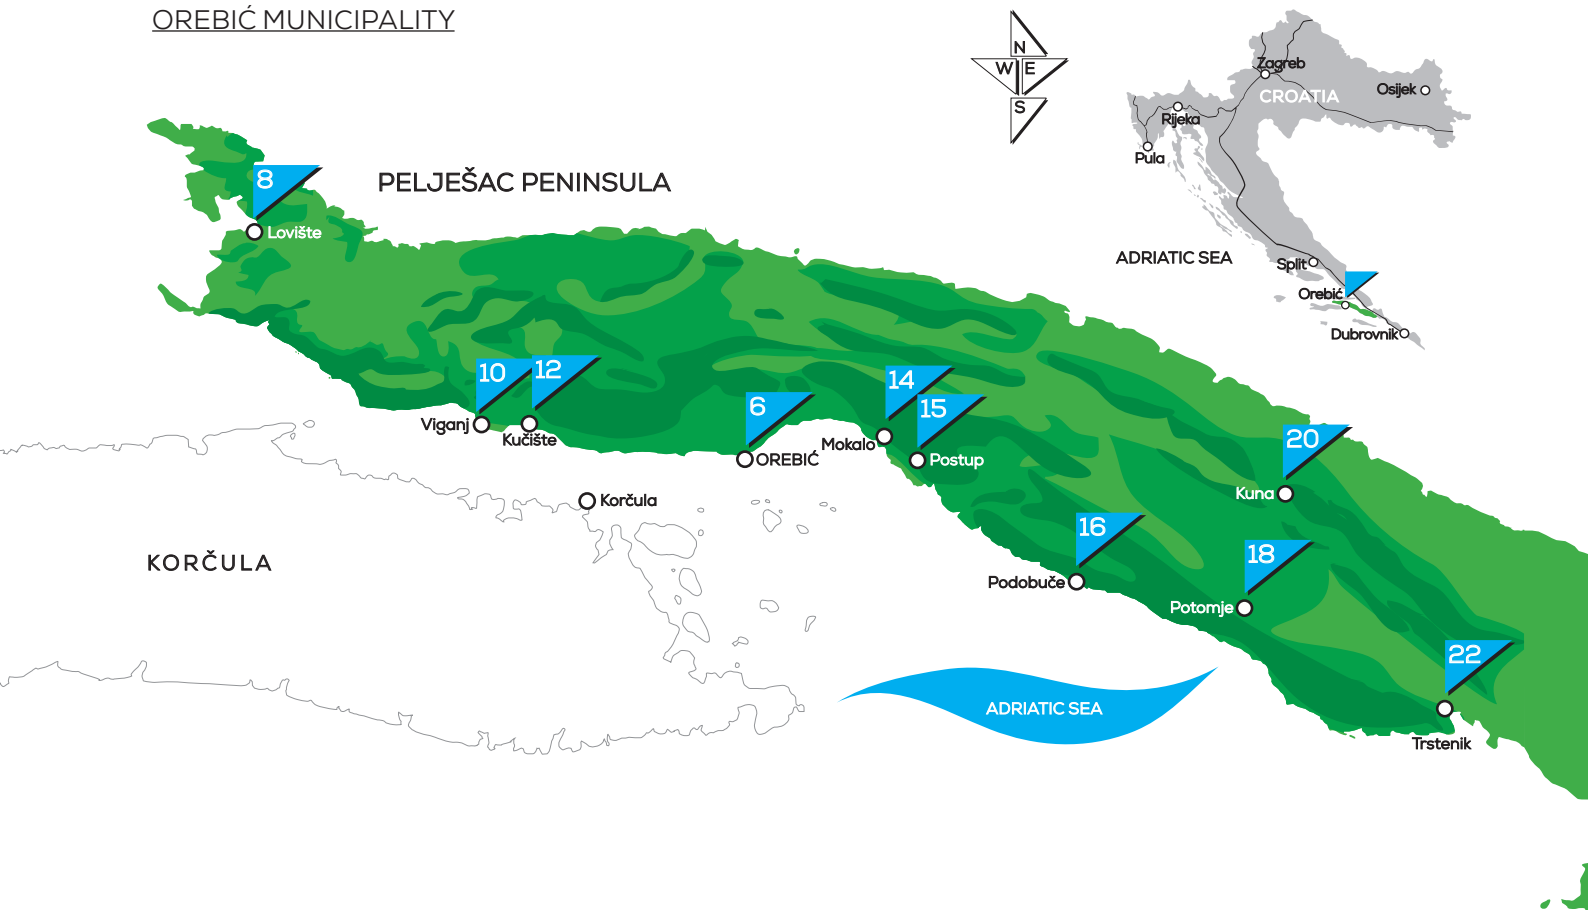 OREBIĆ MUNICIPALITY
N
W E
S
Zagreb
CROATIA
Osijek
Rijeka
Pula
ADRIATIC SEA
Split
Orebić
Dubrovnik
PELJEŠAC PENINSULA
8
Lovište
10
12
Viganj
Kučište
6
OREBIĆ
14
15
Mokalo
Postup
20
Kuna
Korčula
KORČULA
16
Podobuče
18
Potomje
22
Trstenik
ADRIATIC SEA